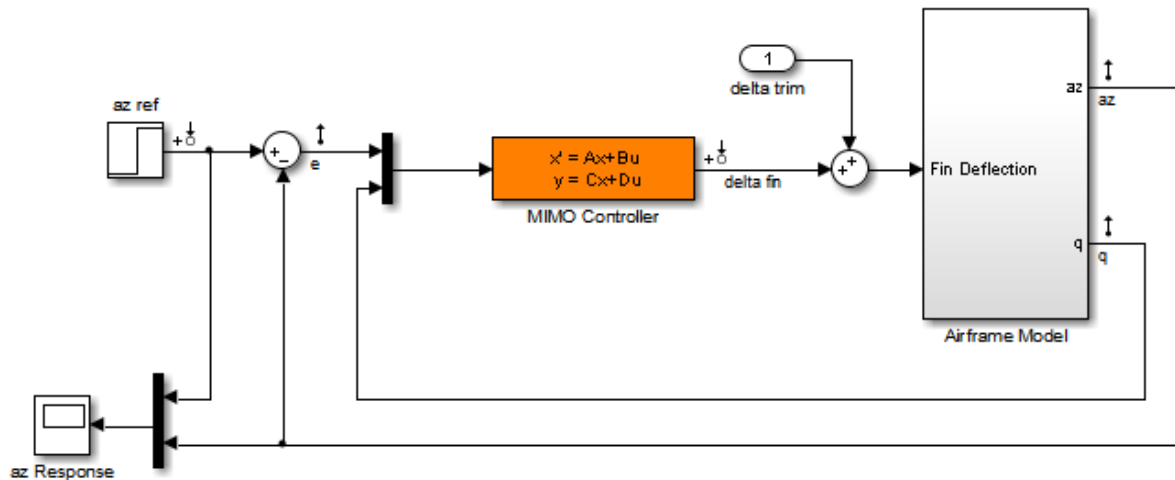 az ref
e
x' = Ax+Bu
y = Cx+Du
MIMO Controller
delta fin
1
delta trim
Fin Deflection
az
az
q
q
Airframe Model
az Response